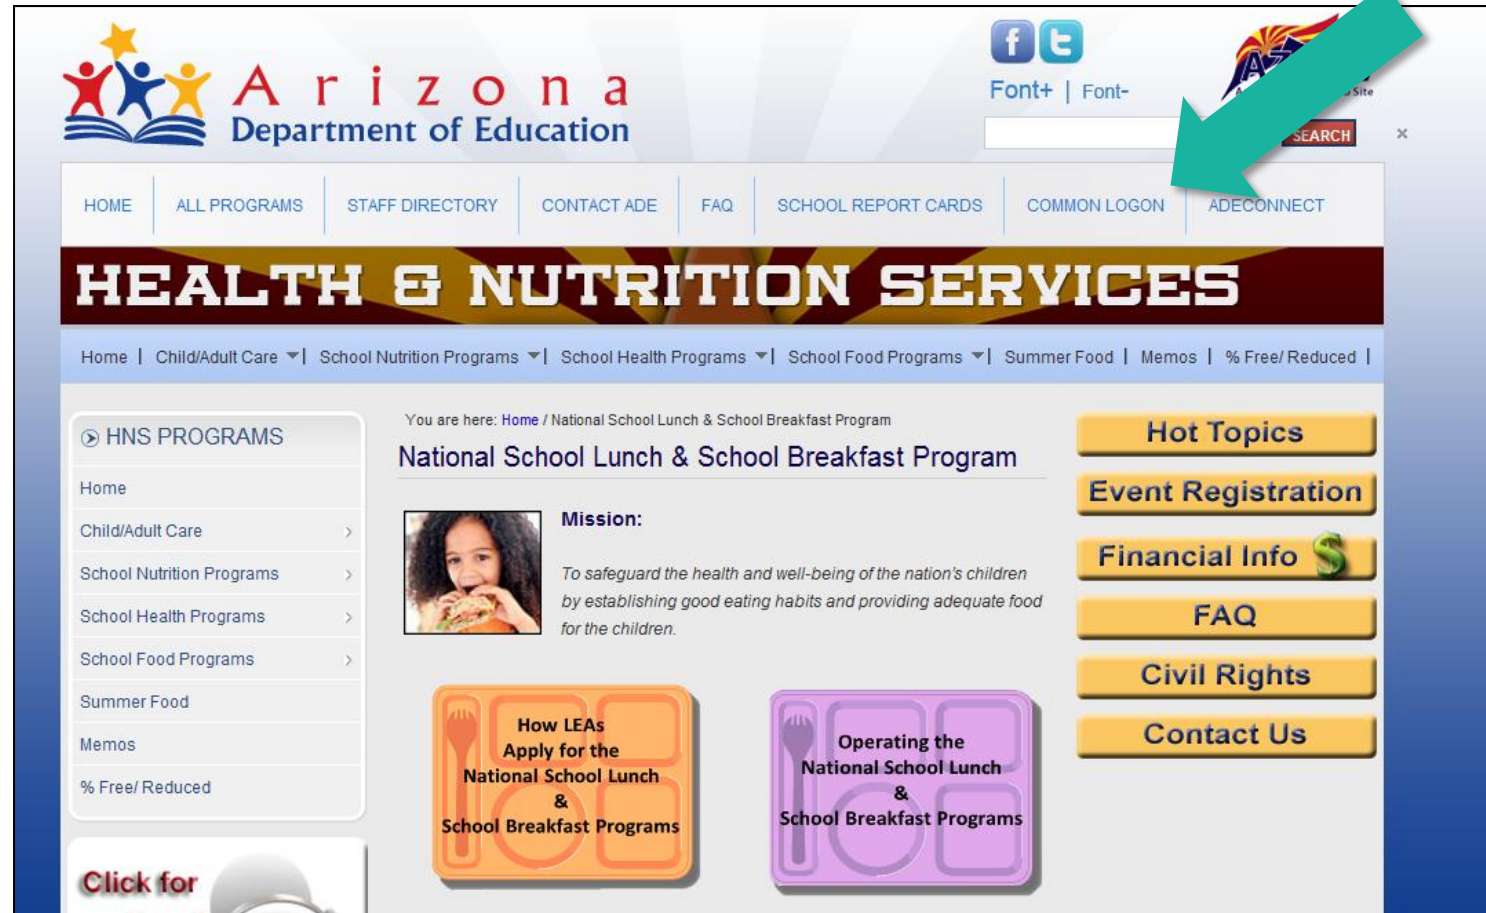 Arizona
Department of Education
f t
Font+ | Font-
AZ
Site
SEARCH
×
HOME
ALL PROGRAMS
STAFF DIRECTORY
CONTACT ADE
FAQ
SCHOOL REPORT CARDS
COMMON LOGON
ADECONNECT
HEALTH & NUTRITION SERVICES
Home | Child/Adult Care | School Nutrition Programs | School Health Programs | School Food Programs | Summer Food | Memos | % Free/ Reduced |
HNS PROGRAMS
Home
Child/Adult Care
School Nutrition Programs
School Health Programs
School Food Programs
Summer Food
Memos
% Free/ Reduced
Click for
You are here: Home / National School Lunch & School Breakfast Program
National School Lunch & School Breakfast Program
Mission:
To safeguard the health and well-being of the nation's children
by establishing good eating habits and providing adequate food
for the children.
How LEAs
Apply for the
National School Lunch
&
School Breakfast Programs
Operating the
National School Lunch
&
School Breakfast Programs
Hot Topics
Event Registration
Financial Info $
FAQ
Civil Rights
Contact Us